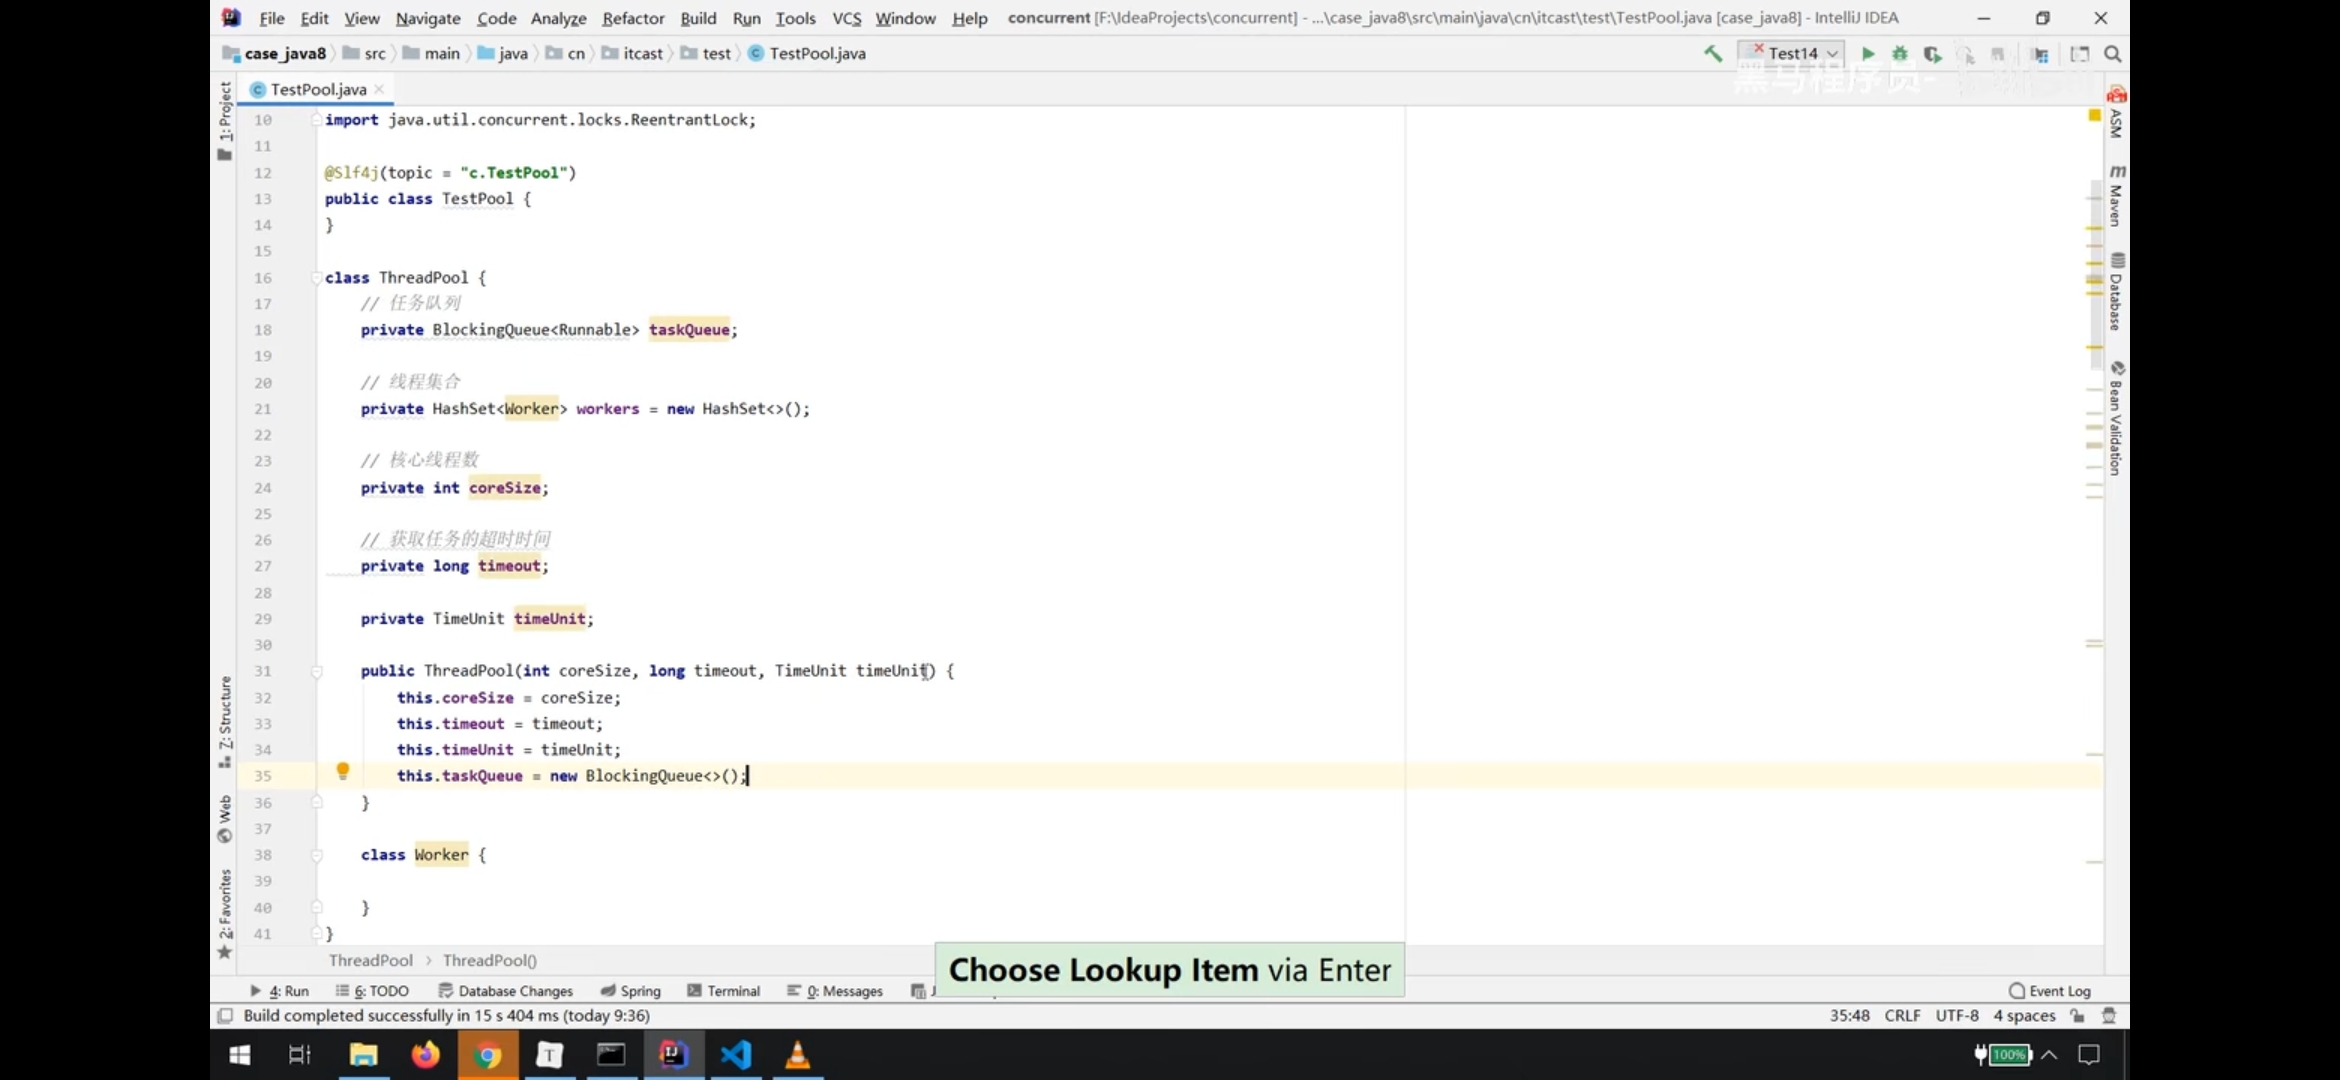 File Edit View Navigate Code Analyze Refactor Build Run Tools VCS Window Help concurrent [F:\IdeaProjects\concurrent] - ...\case_java8\src\main\java\cn\itcast\test\TestPool.java [case_java8] - IntelliJ IDEA
case_java8 src main java cn itcast test TestPool.java Test14
黑马程序员-
TestPool.java
1: Project
Z: Structure
Web
2: Favorites
10 import java.util.concurrent.locks.ReentrantLock;
11
12 @Slf4j(topic = "c.TestPool")
13 public class TestPool {
14 }
15
16 class ThreadPool {
17 // 任务队列
18 private BlockingQueue<Runnable> taskQueue;
19
20 // 线程集合
21 private HashSet<Worker> workers = new HashSet<>();
22
23 // 核心线程数
24 private int coreSize;
25
26 // 获取任务的超时时间
27 private long timeout;
28
29 private TimeUnit timeUnit;
30
31 public ThreadPool(int coreSize, long timeout, TimeUnit timeUnit) {
32 this.coreSize = coreSize;
33 this.timeout = timeout;
34 this.timeUnit = timeUnit;
35 this.taskQueue = new BlockingQueue<>();
36 }
37
38 class Worker {
39
40 }
41 }
ASM
m Maven
Database
Bean Validation
ThreadPool › ThreadPool()
Choose Lookup Item via Enter
4: Run 6: TODO Database Changes Spring Terminal 0: Messages
Event Log
Build completed successfully in 15 s 404 ms (today 9:36) 35:48 CRLF UTF-8 4 spaces
T IJ 100%